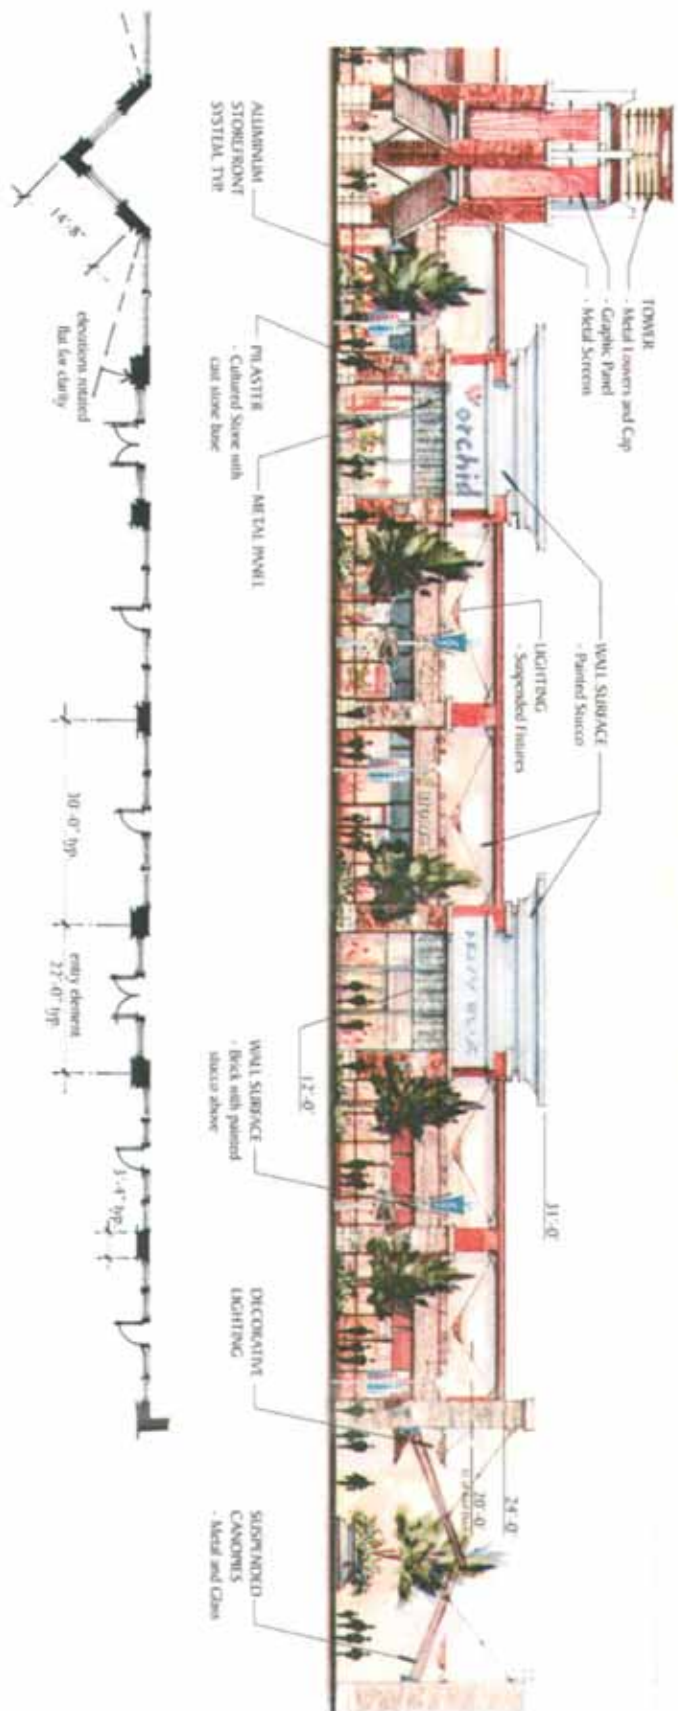 TOWER
- Metal Louvers and Cap
- Graphic Panel
- Metal Screens
WALL SURFACE
- Painted Stucco
LIGHTING
- Suspended Fixtures
33'-0"
24'-0"
20'-0"
orchid
12'-0"
ALUMINUM
STOREFRONT
SYSTEM, TYP.
PILASTER
- Cultured Stone with
cast stone base
METAL PANEL
WALL SURFACE
- Brick with painted
stucco above
DECORATIVE
LIGHTING
SUSPENDED
CANOPIES
- Metal and Glass
14'-8"
elevations rotated
flat for clarity
30'-0" typ.
entry element
22'-0" typ.
3'-4" typ.